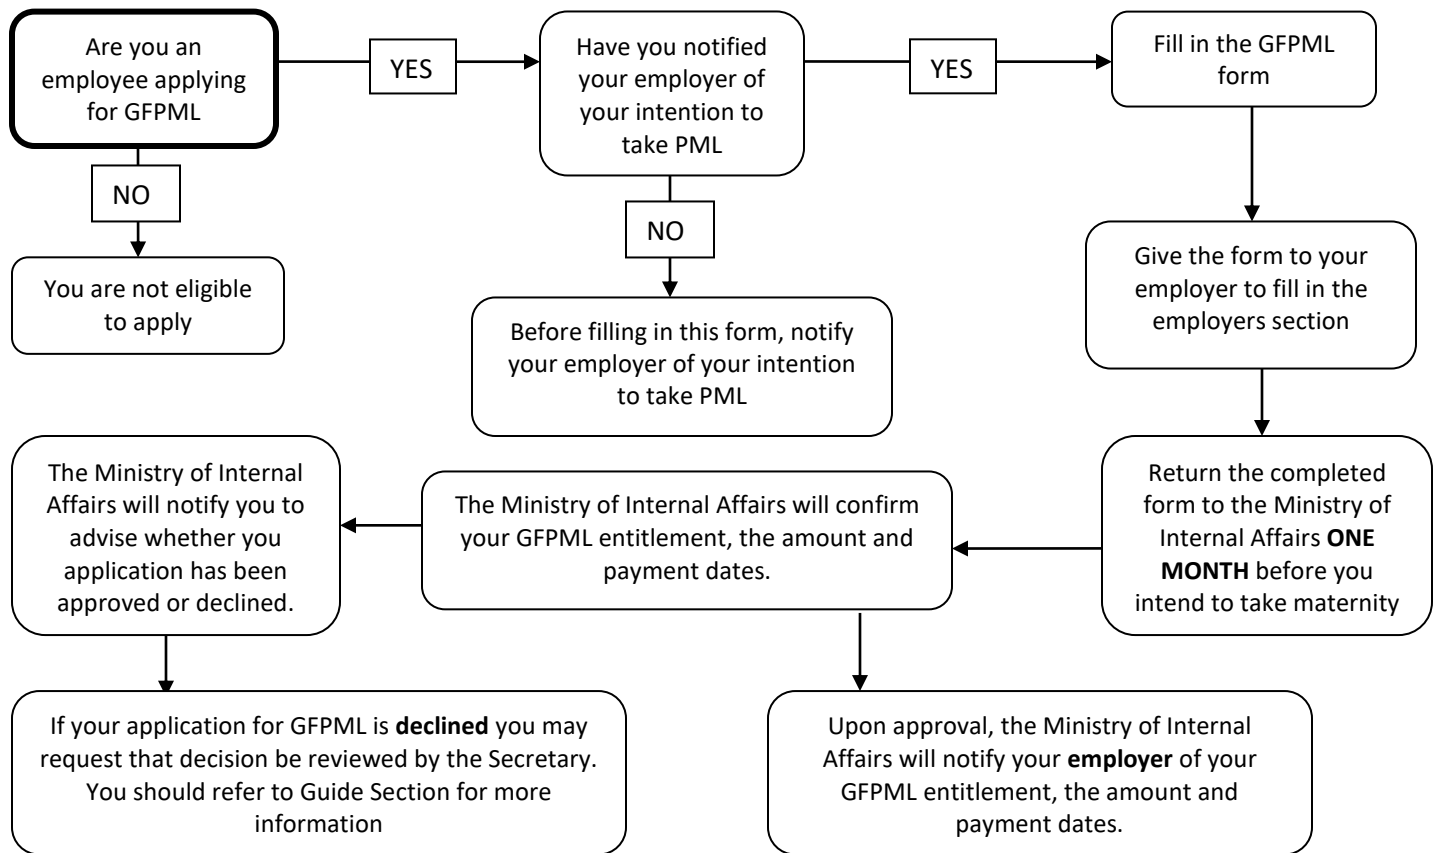 Are you an
employee applying
for GFPML
YES
Have you notified
your employer of
your intention to
take PML
YES
Fill in the GFPML
form
NO
You are not eligible
to apply
NO
Before filling in this form, notify
your employer of your intention
to take PML
Give the form to your
employer to fill in the
employers section
Return the completed
form to the Ministry of
Internal Affairs ONE
MONTH before you
intend to take maternity
The Ministry of Internal Affairs will confirm
your GFPML entitlement, the amount and
payment dates.
The Ministry of Internal
Affairs will notify you to
advise whether you
application has been
approved or declined.
If your application for GFPML is declined you may
request that decision be reviewed by the Secretary.
You should refer to Guide Section for more
information
Upon approval, the Ministry of Internal
Affairs will notify your employer of your
GFPML entitlement, the amount and
payment dates.